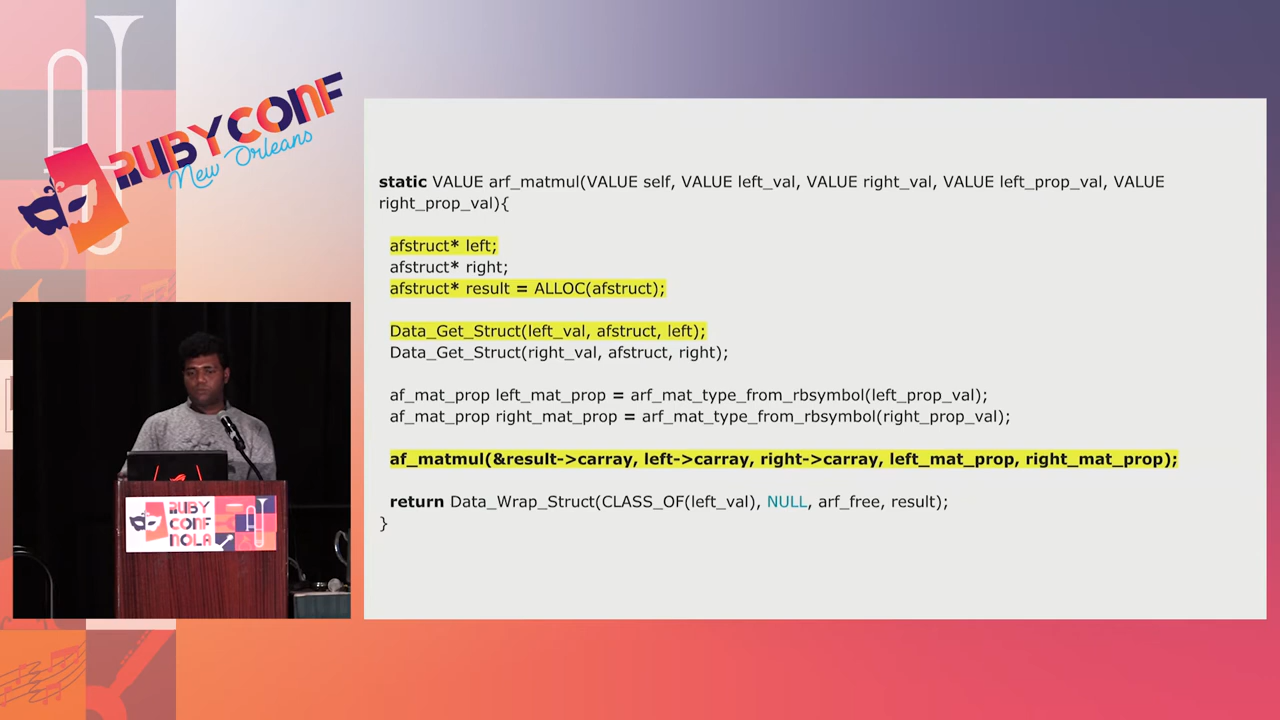 RUBYCONF
New Orleans
static VALUE arf_matmul(VALUE self, VALUE left_val, VALUE right_val, VALUE left_prop_val, VALUE
right_prop_val){
afstruct* left;
afstruct* right;
afstruct* result = ALLOC(afstruct);
Data_Get_Struct(left_val, afstruct, left);
Data_Get_Struct(right_val, afstruct, right);
af_mat_prop left_mat_prop = arf_mat_type_from_rbsymbol(left_prop_val);
af_mat_prop right_mat_prop = arf_mat_type_from_rbsymbol(right_prop_val);
af_matmul(&result->carray, left->carray, right->carray, left_mat_prop, right_mat_prop);
return Data_Wrap_Struct(CLASS_OF(left_val), NULL, arf_free, result);
}
RUBY
CONF
NOLA